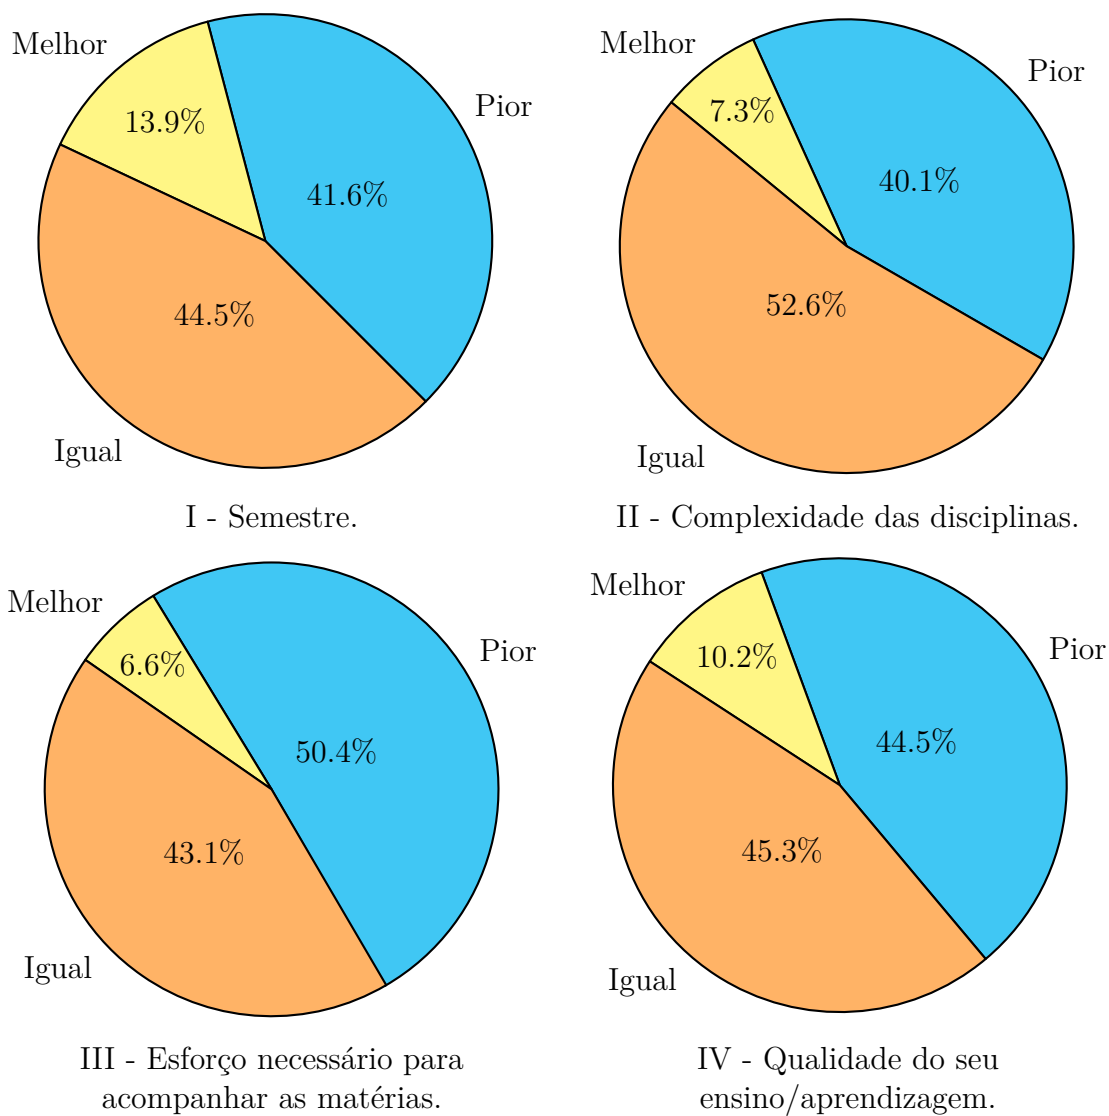 Melhor
Pior
13.9%
41.6%
44.5%
Igual
I - Semestre.
Melhor
Pior
7.3%
40.1%
52.6%
Igual
II - Complexidade das disciplinas.
Melhor
Pior
6.6%
50.4%
43.1%
Igual
III - Esforço necessário para
acompanhar as matérias.
Melhor
Pior
10.2%
44.5%
45.3%
Igual
IV - Qualidade do seu
ensino/aprendizagem.